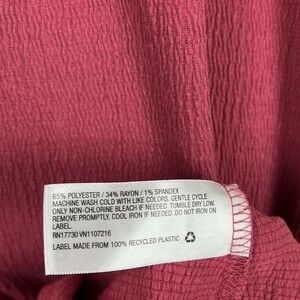 65% POLYESTER / 34% RAYON / 1% SPANDEX
MACHINE WASH COLD WITH LIKE COLORS. GENTLE CYCLE.
ONLY NON-CHLORINE BLEACH IF NEEDED. TUMBLE DRY LOW.
REMOVE PROMPTLY. COOL IRON IF NEEDED. DO NOT IRON ON
LABEL.
RN17730 VN1107216
LABEL MADE FROM 100% RECYCLED PLASTIC